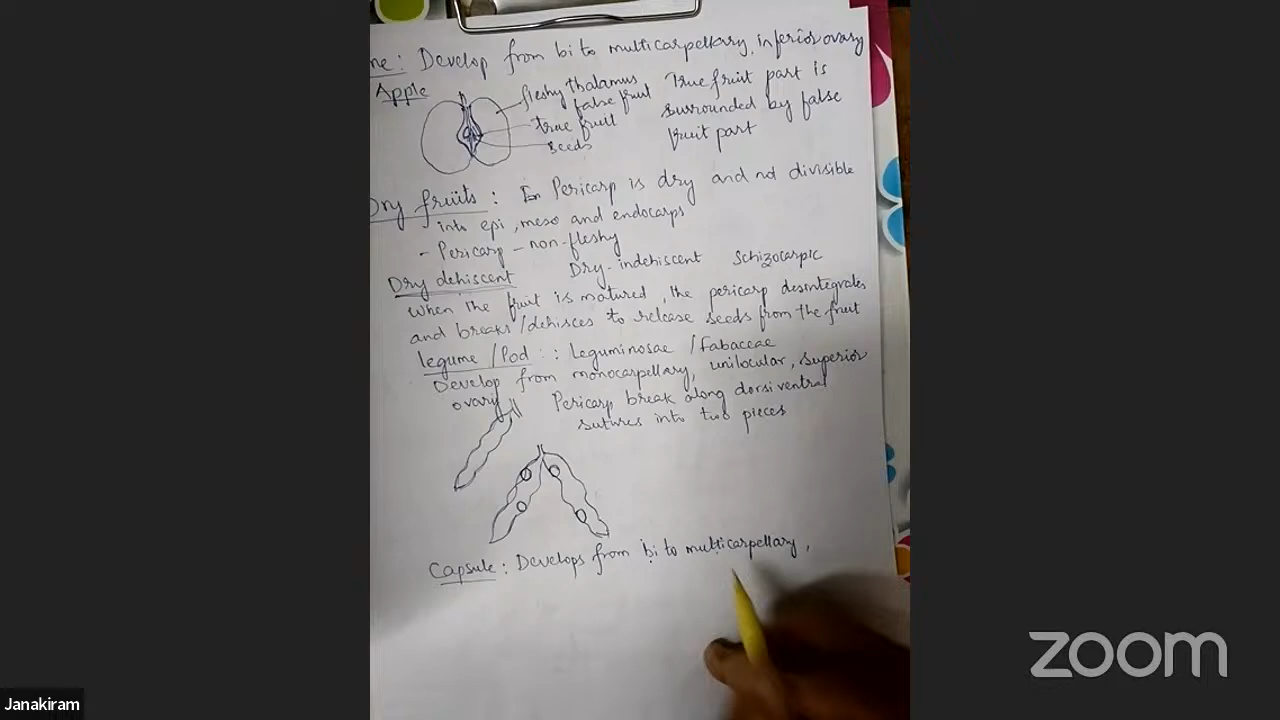 ne: Develop from bi to multicarpellary, inferior ovary
Apple
fleshy thalamus
false fruit
true fruit
seeds
True fruit part is
surrounded by false
fruit part
Dry fruits: Pericarp is dry and not divisible
into epi, meso and endocarps
- Pericarp - non-fleshy
Dry dehiscent Dry-indehiscent Schizocarpic
when the fruit is matured, the pericarp desintegrates
and breaks/dehisces to release seeds from the fruit
legume/Pod: : Leguminosae/Fabaceae
Develop from monocarpellary, unilocular, superior
ovary Pericarp break along dorsiventral
sutures into two pieces
Capsule: Develops from bi to multicarpellary,
zoom
Janakiram